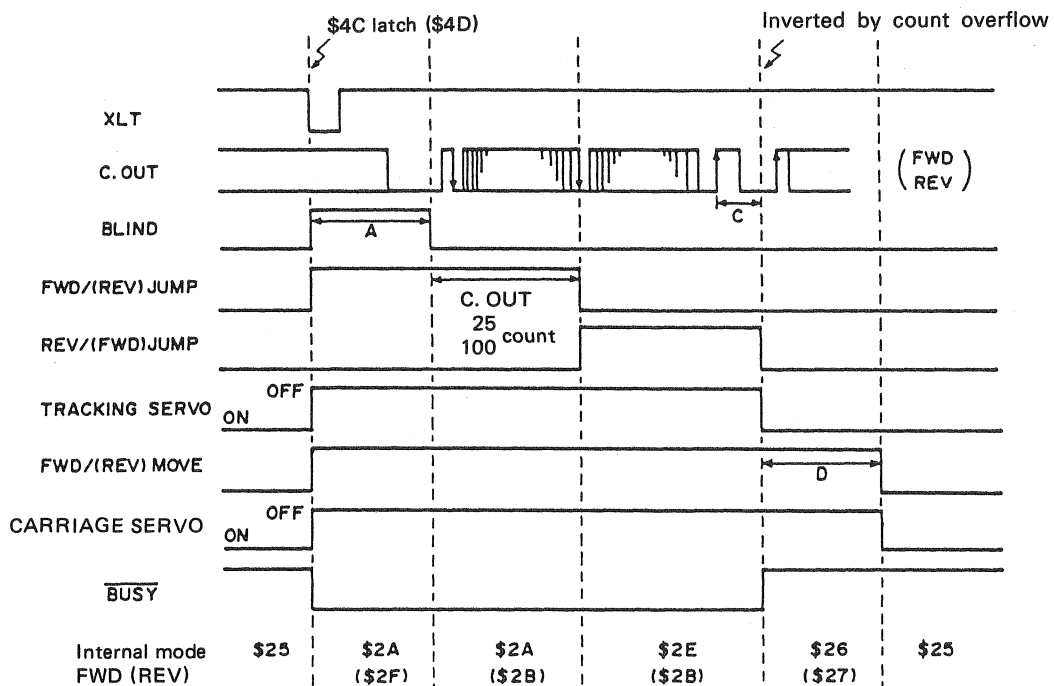 $4C latch ($4D)
Inverted by count overflow
XLT
C. OUT
(FWD
REV)
C
BLIND
A
FWD/(REV) JUMP
C. OUT
25
100 count
REV/(FWD)JUMP
OFF
TRACKING SERVO
ON
FWD/(REV) MOVE
D
OFF
CARRIAGE SERVO
ON
BUSY
Internal mode $25 $2A $2A $2E $26 $25
FWD (REV) ($2F) ($2B) ($2B) ($27)